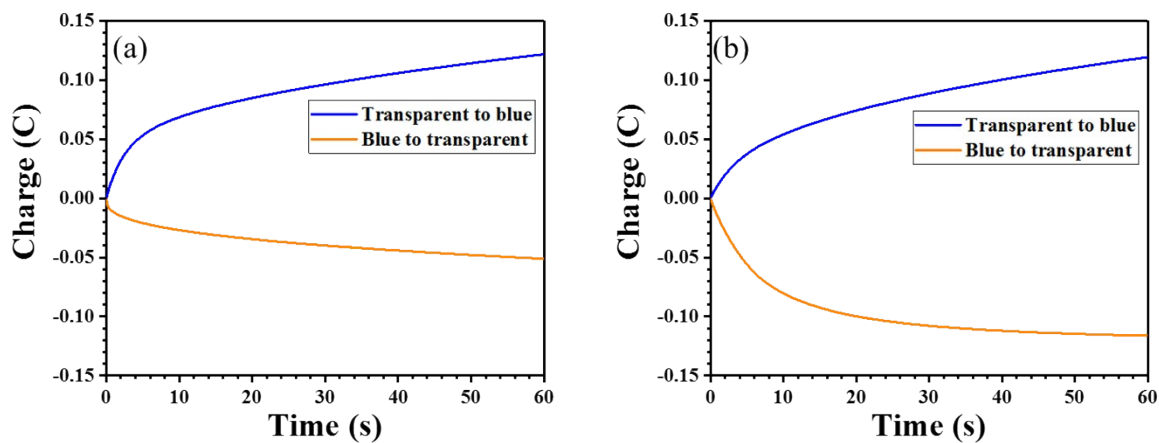 (a)
Charge (C)
0.15
0.10
0.05
0.00
-0.05
-0.10
-0.15
Transparent to blue
Blue to transparent
0 10 20 30 40 50 60
Time (s)
(b)
Charge (C)
0.15
0.10
0.05
0.00
-0.05
-0.10
-0.15
Transparent to blue
Blue to transparent
0 10 20 30 40 50 60
Time (s)